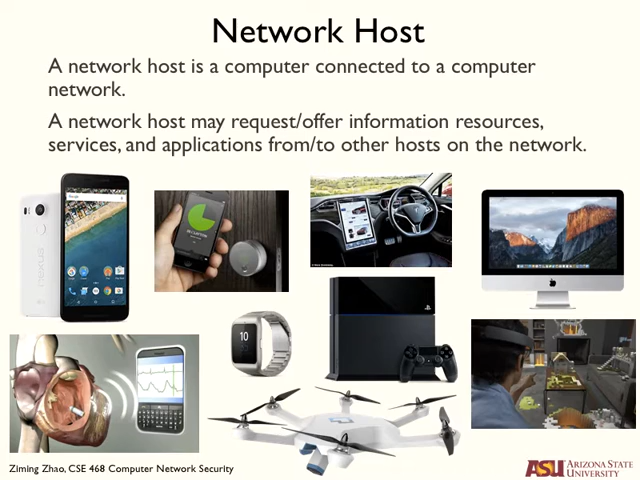 Network Host
A network host is a computer connected to a computer
network.
A network host may request/offer information resources,
services, and applications from/to other hosts on the network.
10
Ziming Zhao, CSE 468 Computer Network Security
ASU ARIZONA STATE
UNIVERSITY